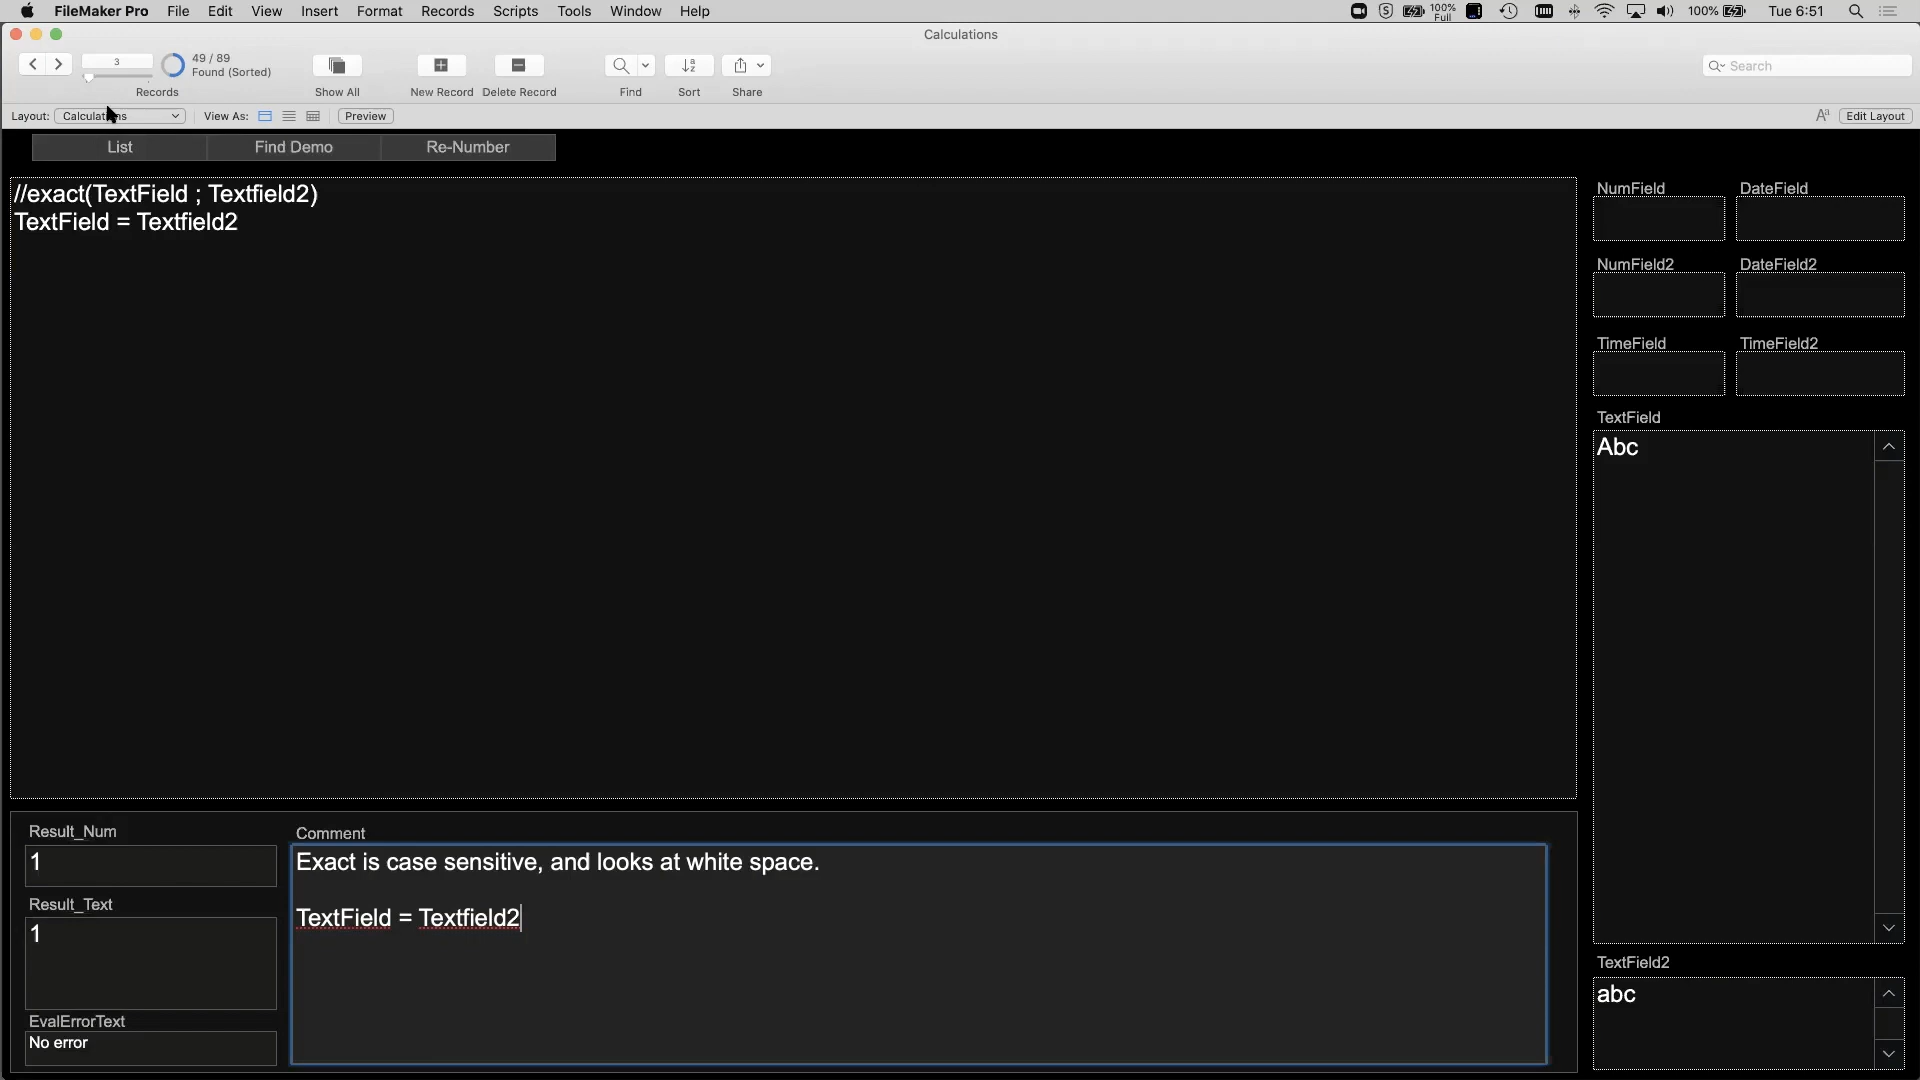 FileMaker Pro File Edit View Insert Format Records Scripts Tools Window Help
100% Full 100% Tue 6:51
Calculations
3
49 / 89
Found (Sorted)
Records
Show All
New Record
Delete Record
Find
Sort
Share
Search
Layout: Calculations View As: Preview Edit Layout
List
Find Demo
Re-Number
//exact(TextField ; Textfield2)
TextField = Textfield2
NumField
DateField
NumField2
DateField2
TimeField
TimeField2
TextField
Abc
TextField2
abc
Result_Num
1
Result_Text
1
EvalErrorText
No error
Comment
Exact is case sensitive, and looks at white space.
TextField = Textfield2